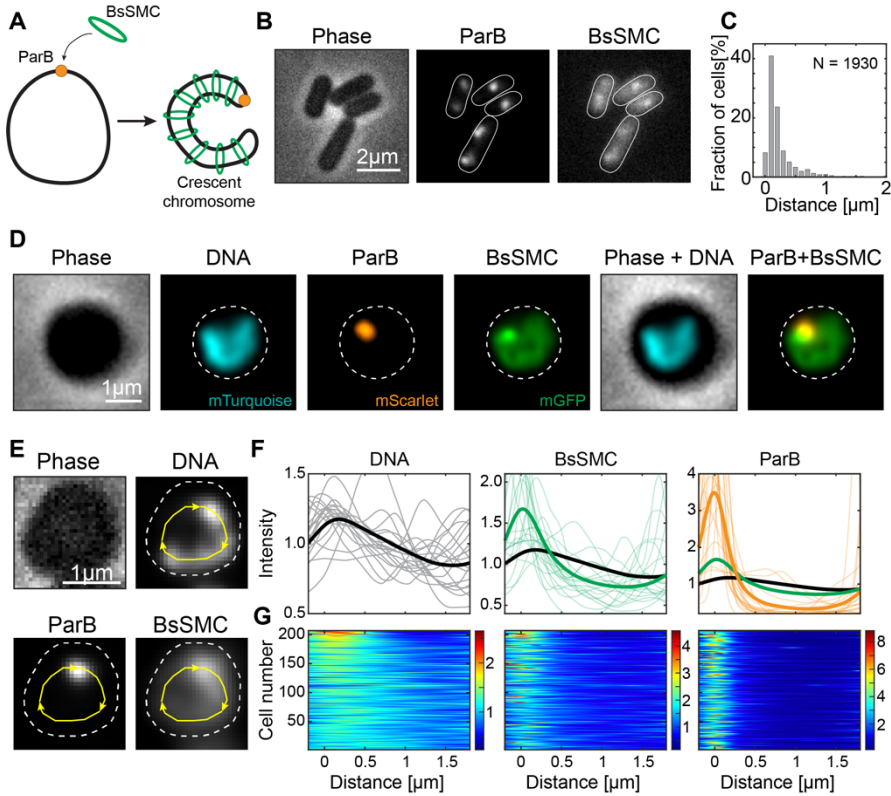 A
BsSMC
ParB
Crescent
chromosome
B
Phase
ParB
BsSMC
2µm
C
Fraction of cells[%]
40
20
0
N = 1930
0
1
2
Distance [µm]
D
Phase
DNA
ParB
BsSMC
Phase + DNA
ParB+BsSMC
1µm
mTurquoise
mScarlet
mGFP
E
Phase
DNA
1µm
ParB
BsSMC
F
DNA
BsSMC
ParB
Intensity
1.5
1.0
0.5
2.0
1.5
1.0
0.5
4
3
2
1
G
Cell number
200
150
100
50
2
1
4
3
2
1
8
6
4
2
0 0.5 1 1.5
0 0.5 1 1.5
0 0.5 1 1.5
Distance [µm]
Distance [µm]
Distance [µm]